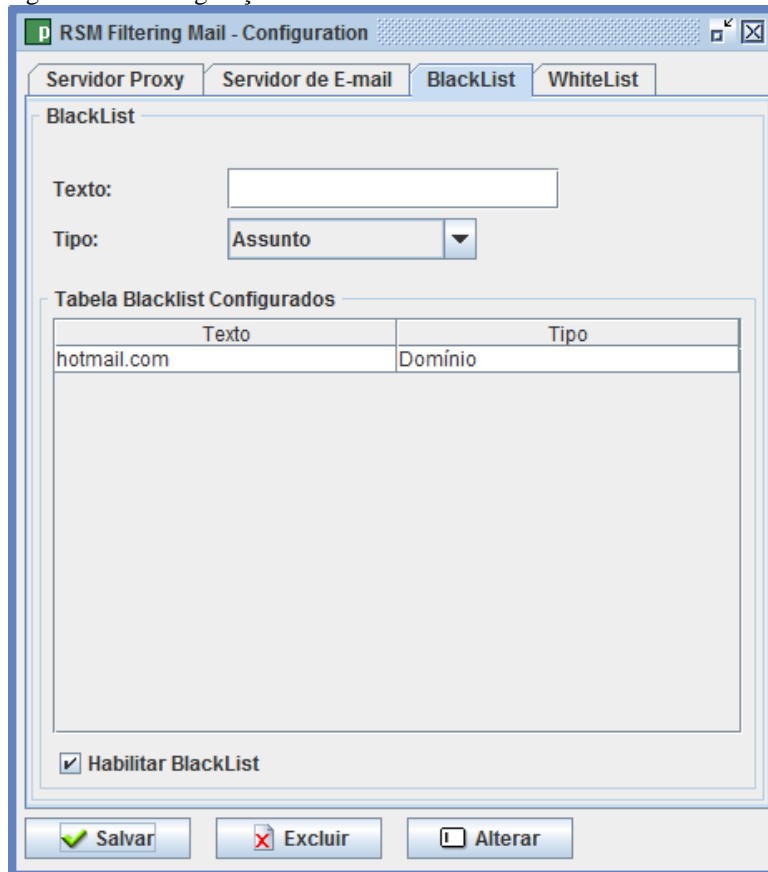 RSM Filtering Mail - Configuration
Servidor Proxy Servidor de E-mail BlackList WhiteList
BlackList
Texto:
Tipo: Assunto
Tabela Blacklist Configurados
Texto Tipo
hotmail.com Domínio
Habilitar BlackList
Salvar Excluir Alterar